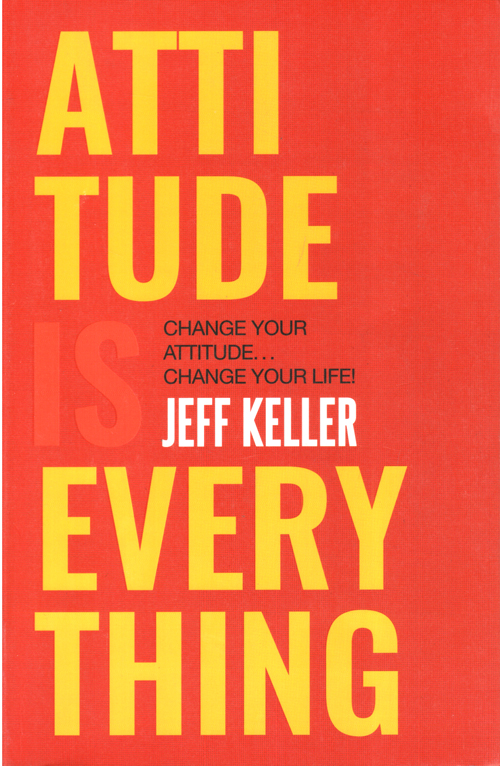 ATTI
TUDE
IS
CHANGE YOUR
ATTITUDE...
CHANGE YOUR LIFE!
JEFF KELLER
EVERY
THING